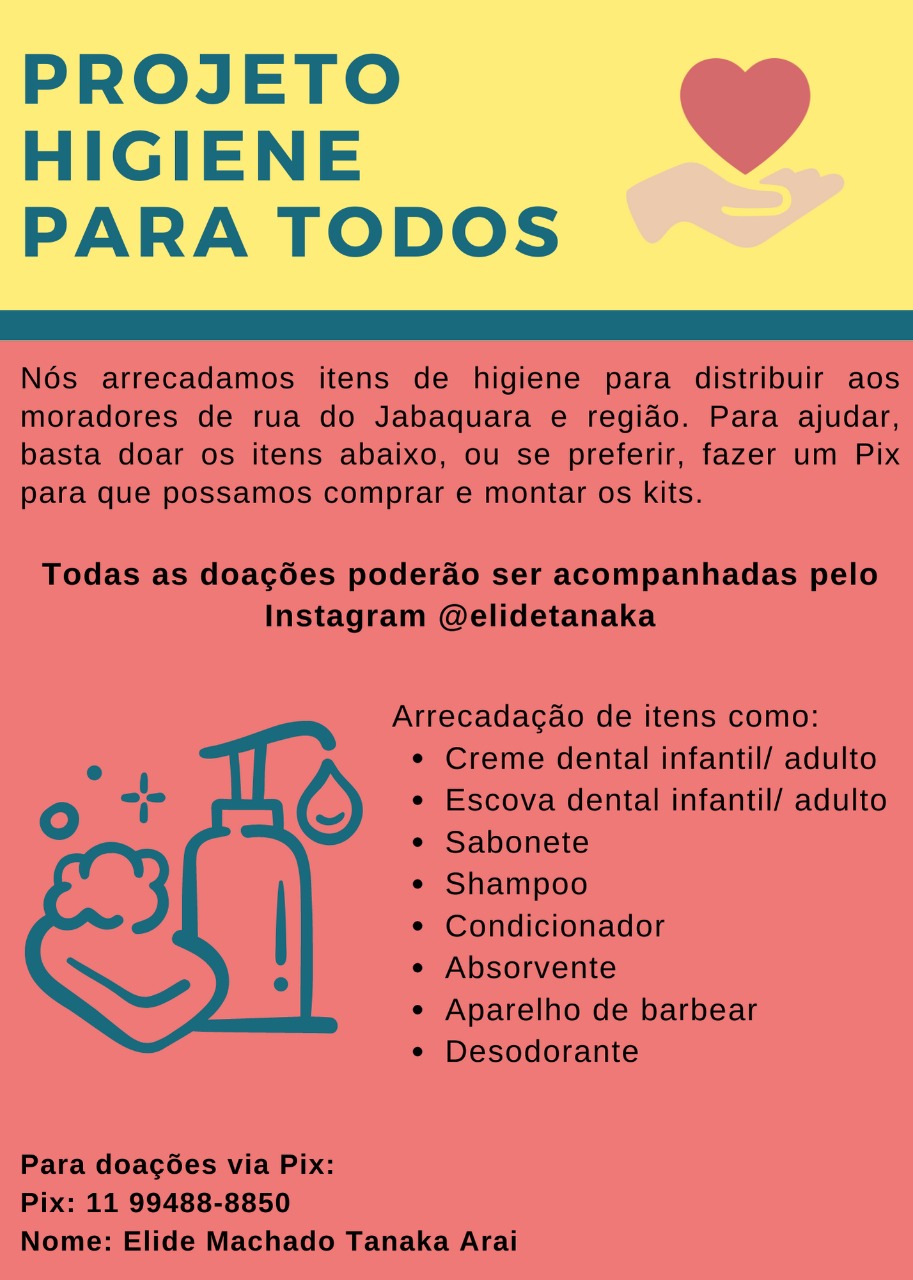 PROJETO
HIGIENE
PARA TODOS
Nós arrecadamos itens de higiene para distribuir aos
moradores de rua do Jabaquara e região. Para ajudar,
basta doar os itens abaixo, ou se preferir, fazer um Pix
para que possamos comprar e montar os kits.
Todas as doações poderão ser acompanhadas pelo
Instagram @elidetanaka
Arrecadação de itens como:
• Creme dental infantil/ adulto
• Escova dental infantil/ adulto
• Sabonete
• Shampoo
• Condicionador
• Absorvente
• Aparelho de barbear
• Desodorante
Para doações via Pix:
Pix: 11 99488-8850
Nome: Elide Machado Tanaka Arai